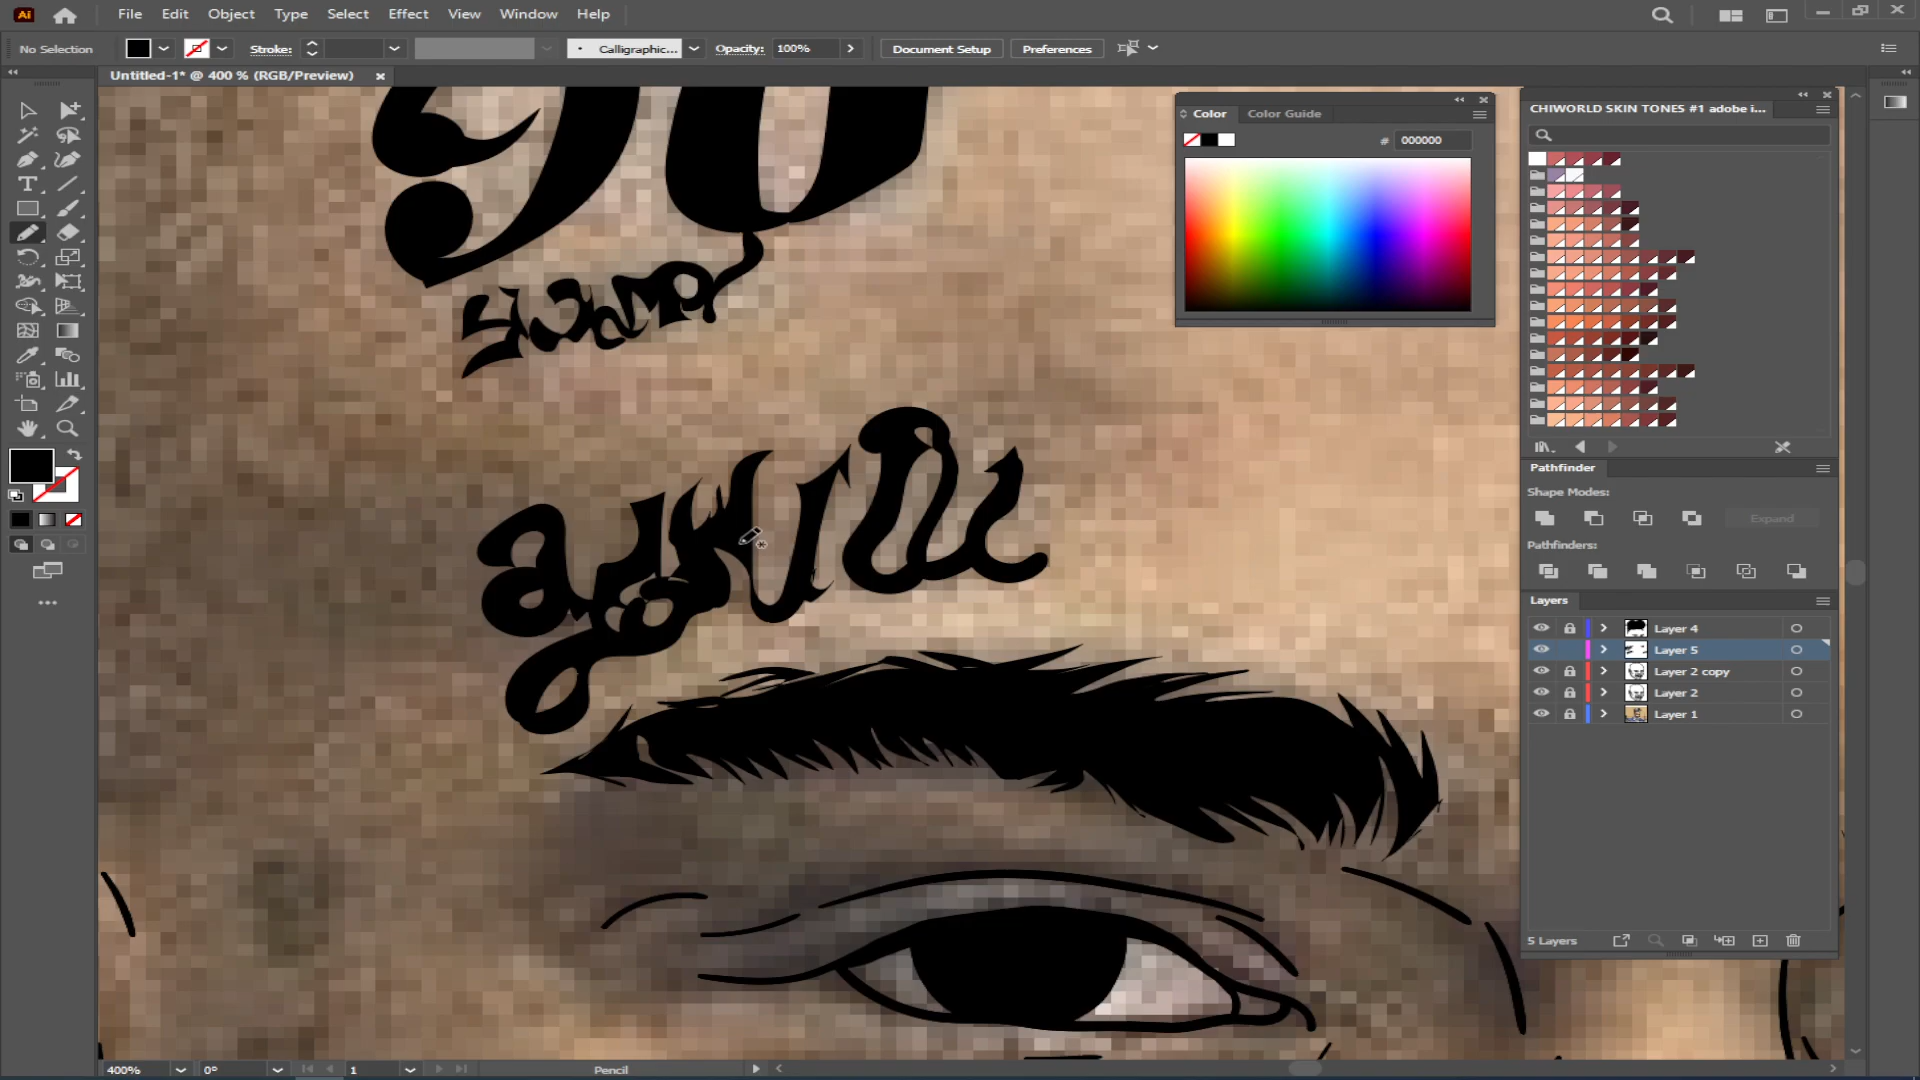 Ai File Edit Object Type Select Effect View Window Help
No Selection Stroke: Calligraphic... Opacity: 100% Document Setup Preferences
Untitled-1* @ 400 % (RGB/Preview)
Color Color Guide
# 000000
CHIWORLD SKIN TONES #1 adobe i...
Pathfinder
Shape Modes:
Expand
Pathfinders:
Layers
Layer 4
Layer 5
Layer 2 copy
Layer 2
Layer 1
5 Layers
400% 0° 1 Pencil